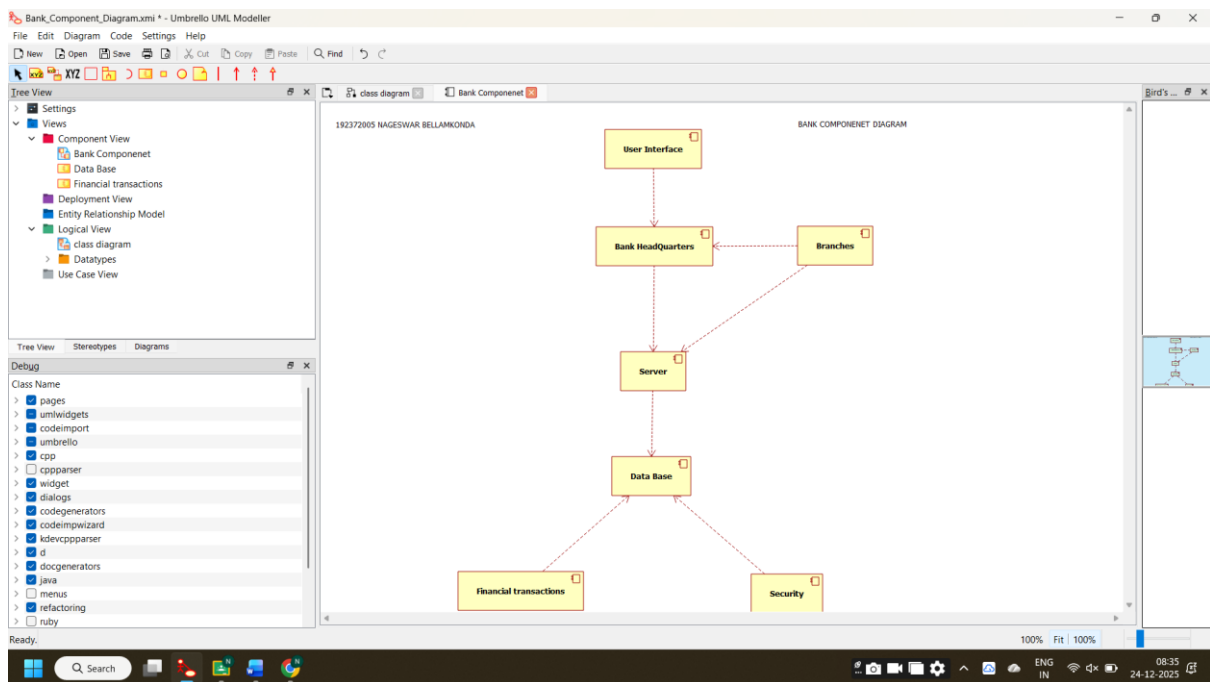 Bank_Component_Diagram.xmi * - Umbrello UML Modeller
File Edit Diagram Code Settings Help
New Open Save Cut Copy Paste Find
XYZ
Tree View
class diagram Bank Componenet
Bird's ...
Settings
Views
Component View
Bank Componenet
Data Base
Financial transactions
Deployment View
Entity Relationship Model
Logical View
class diagram
Datatypes
Use Case View
Tree View Stereotypes Diagrams
Debug
Class Name
pages
umlwidgets
codeimport
umbrello
cpp
cppparser
widget
dialogs
codegenerators
codeimpwizard
kdevcppparser
d
docgenerators
java
menus
refactoring
ruby
192372005 NAGESWAR BELLAMKONDA
BANK COMPONENET DIAGRAM
User Interface
Bank HeadQuarters
Branches
Server
Data Base
Financial transactions
Security
Ready.
100% Fit 100%
Search
ENG
IN
08:35
24-12-2025